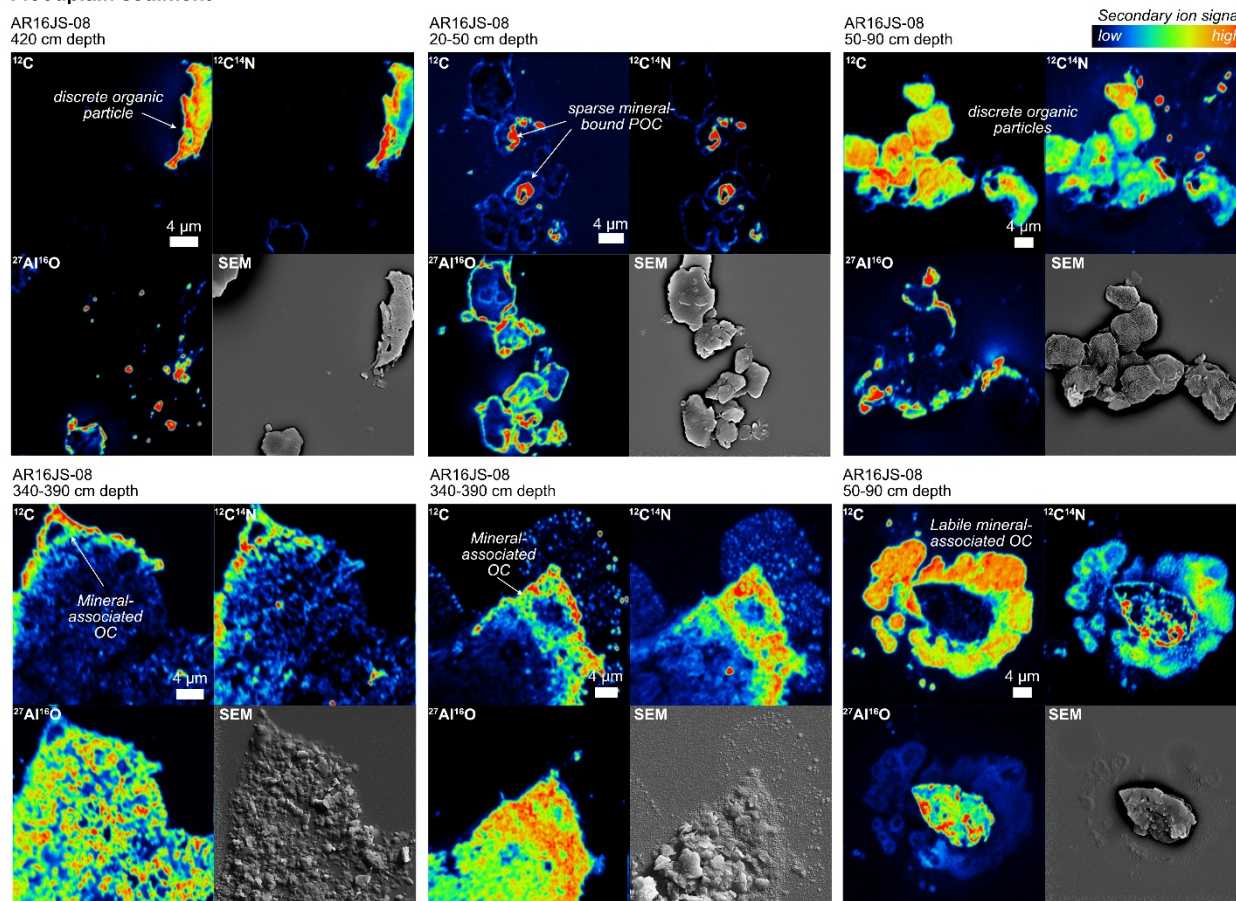 AR16JS-08
420 cm depth
¹²C
¹²C¹⁴N
discrete organic
particle
4 µm
²⁷Al¹⁶O
SEM
AR16JS-08
20-50 cm depth
¹²C
¹²C¹⁴N
sparse mineral-
bound POC
4 µm
²⁷Al¹⁶O
SEM
AR16JS-08
50-90 cm depth
Secondary ion signal
low
high
¹²C
¹²C¹⁴N
discrete organic
particles
4 µm
²⁷Al¹⁶O
SEM
AR16JS-08
340-390 cm depth
¹²C
¹²C¹⁴N
Mineral-
associated
OC
4 µm
²⁷Al¹⁶O
SEM
AR16JS-08
340-390 cm depth
¹²C
¹²C¹⁴N
Mineral-
associated
OC
4 µm
²⁷Al¹⁶O
SEM
AR16JS-08
50-90 cm depth
¹²C
¹²C¹⁴N
Labile mineral-
associated OC
4 µm
²⁷Al¹⁶O
SEM